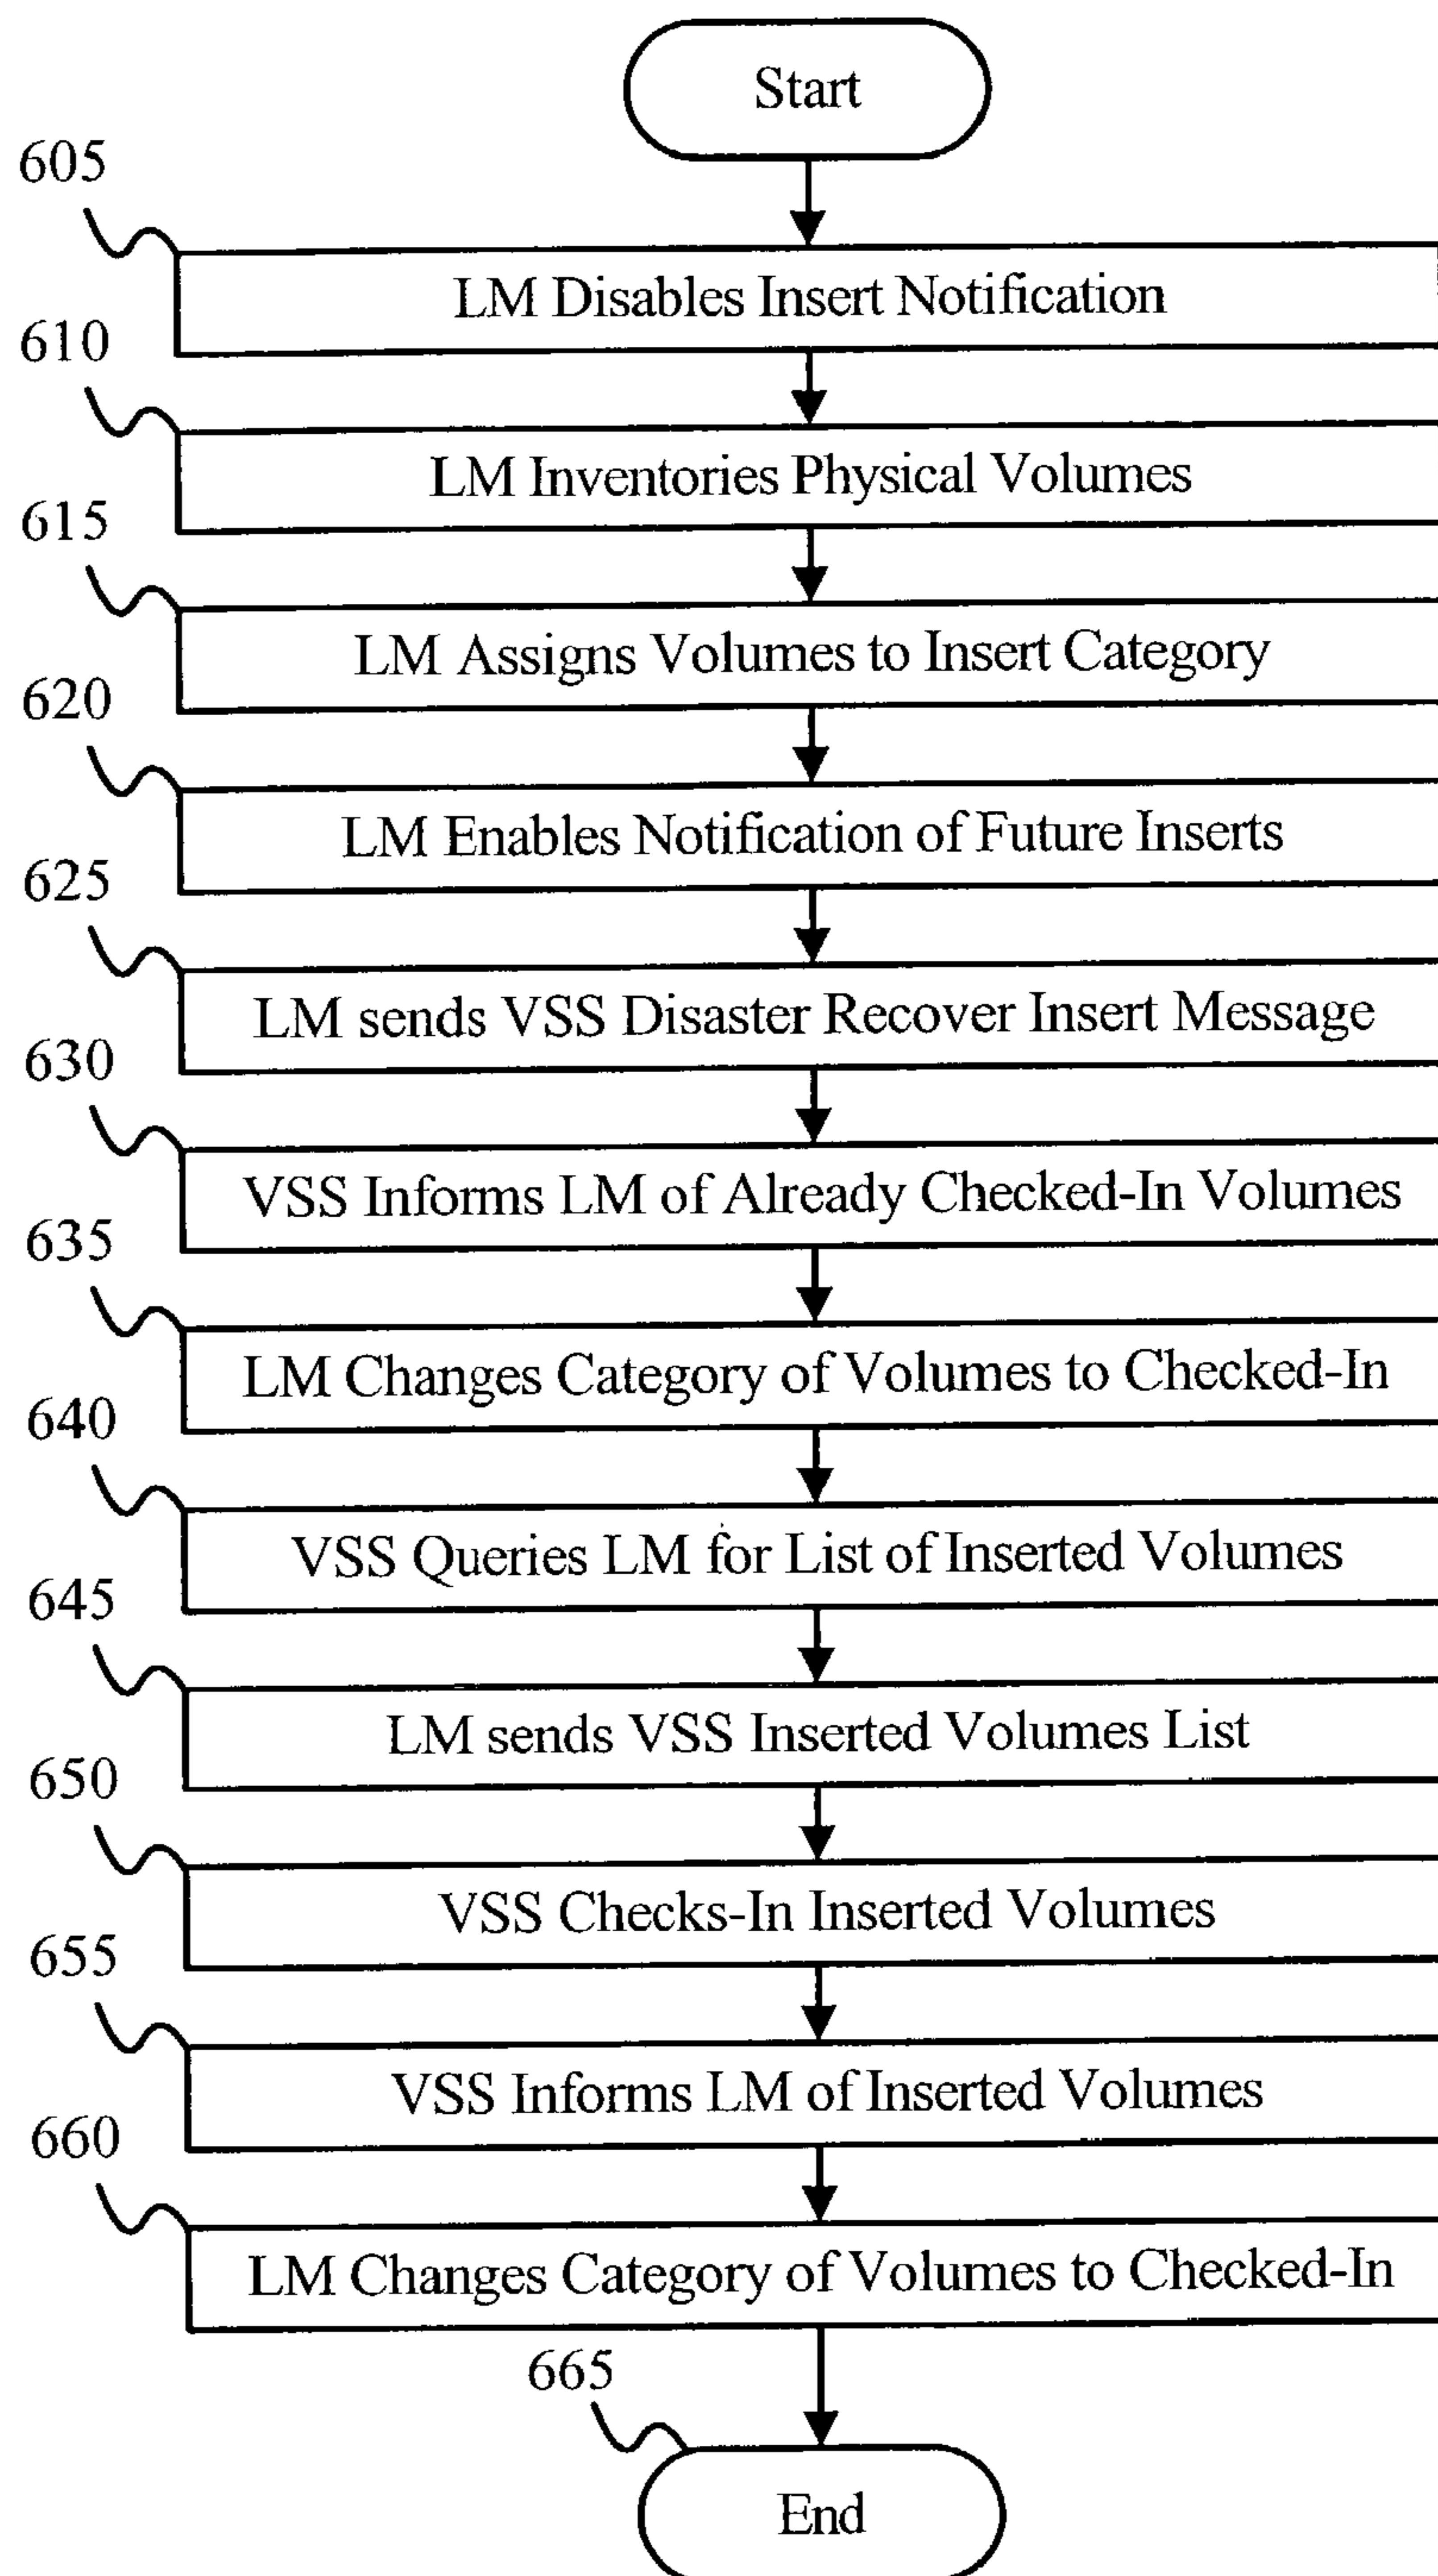 Start
605
LM Disables Insert Notification
610
LM Inventories Physical Volumes
615
LM Assigns Volumes to Insert Category
620
LM Enables Notification of Future Inserts
625
LM sends VSS Disaster Recover Insert Message
630
VSS Informs LM of Already Checked-In Volumes
635
LM Changes Category of Volumes to Checked-In
640
VSS Queries LM for List of Inserted Volumes
645
LM sends VSS Inserted Volumes List
650
VSS Checks-In Inserted Volumes
655
VSS Informs LM of Inserted Volumes
660
LM Changes Category of Volumes to Checked-In
665
End